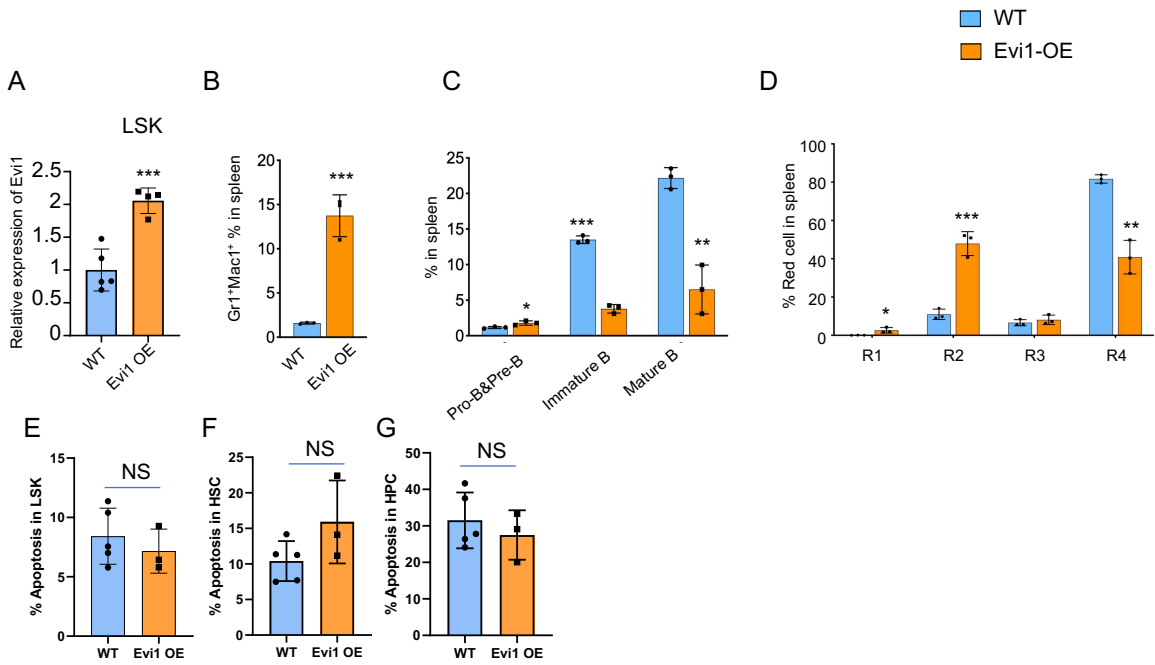 WT
Evi1-OE
A
B
C
D
LSK
Relative expression of Evi1
2.5
2
1.5
1
0.5
0
***
WT
Evi1 OE
Gr1⁺Mac1⁺ % in spleen
20
15
10
5
0
***
WT
Evi1 OE
% in spleen
25
20
15
10
5
0
*
***
**
Pro-B&Pre-B
Immature B
Mature B
% Red cell in spleen
100
80
60
40
20
0
*
***
**
R1
R2
R3
R4
E
F
G
% Apoptosis in LSK
15
10
5
0
NS
WT
Evi1 OE
% Apoptosis in HSC
25
20
15
10
5
0
NS
WT
Evi1 OE
% Apoptosis in HPC
50
40
30
20
10
0
NS
WT
Evi1 OE